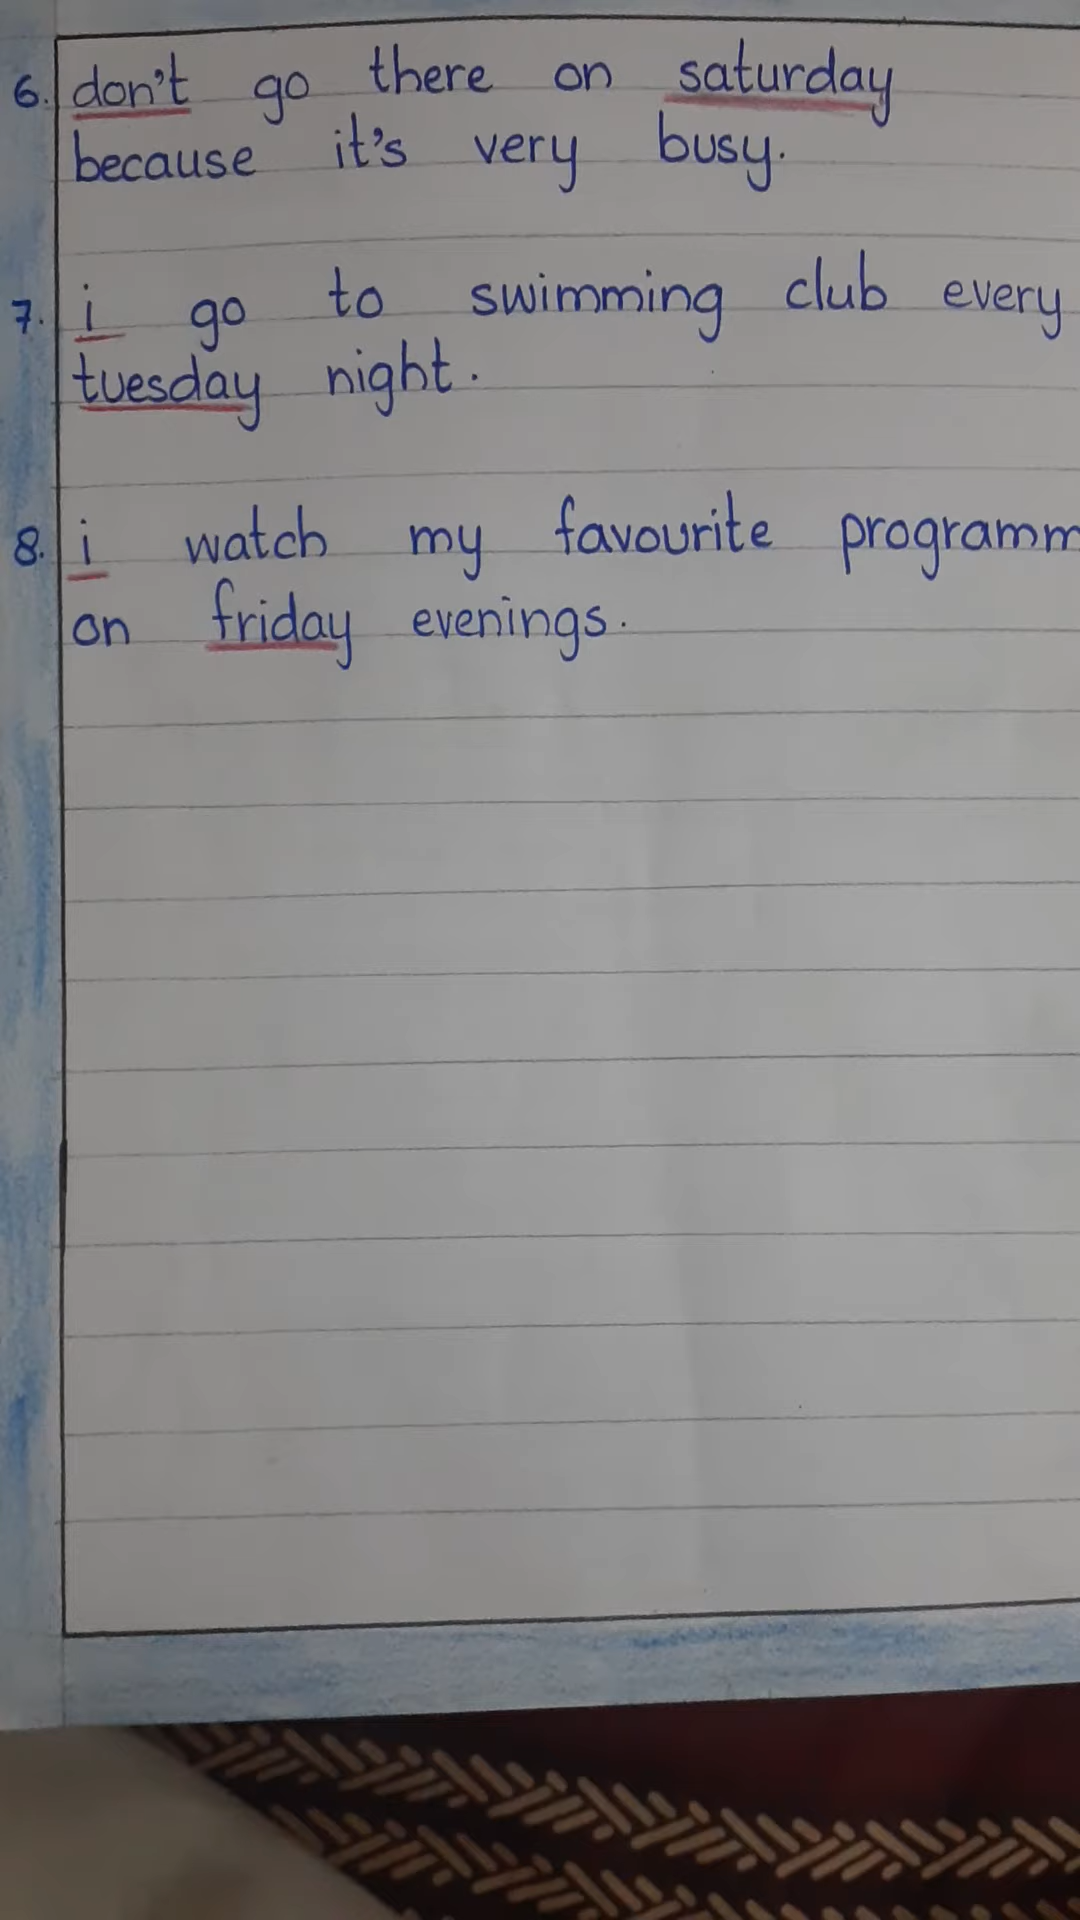 6. don't go there on saturday
because it's very busy.
7. i go to swimming club every
tuesday night.
8. i watch my favourite programm
on friday evenings.